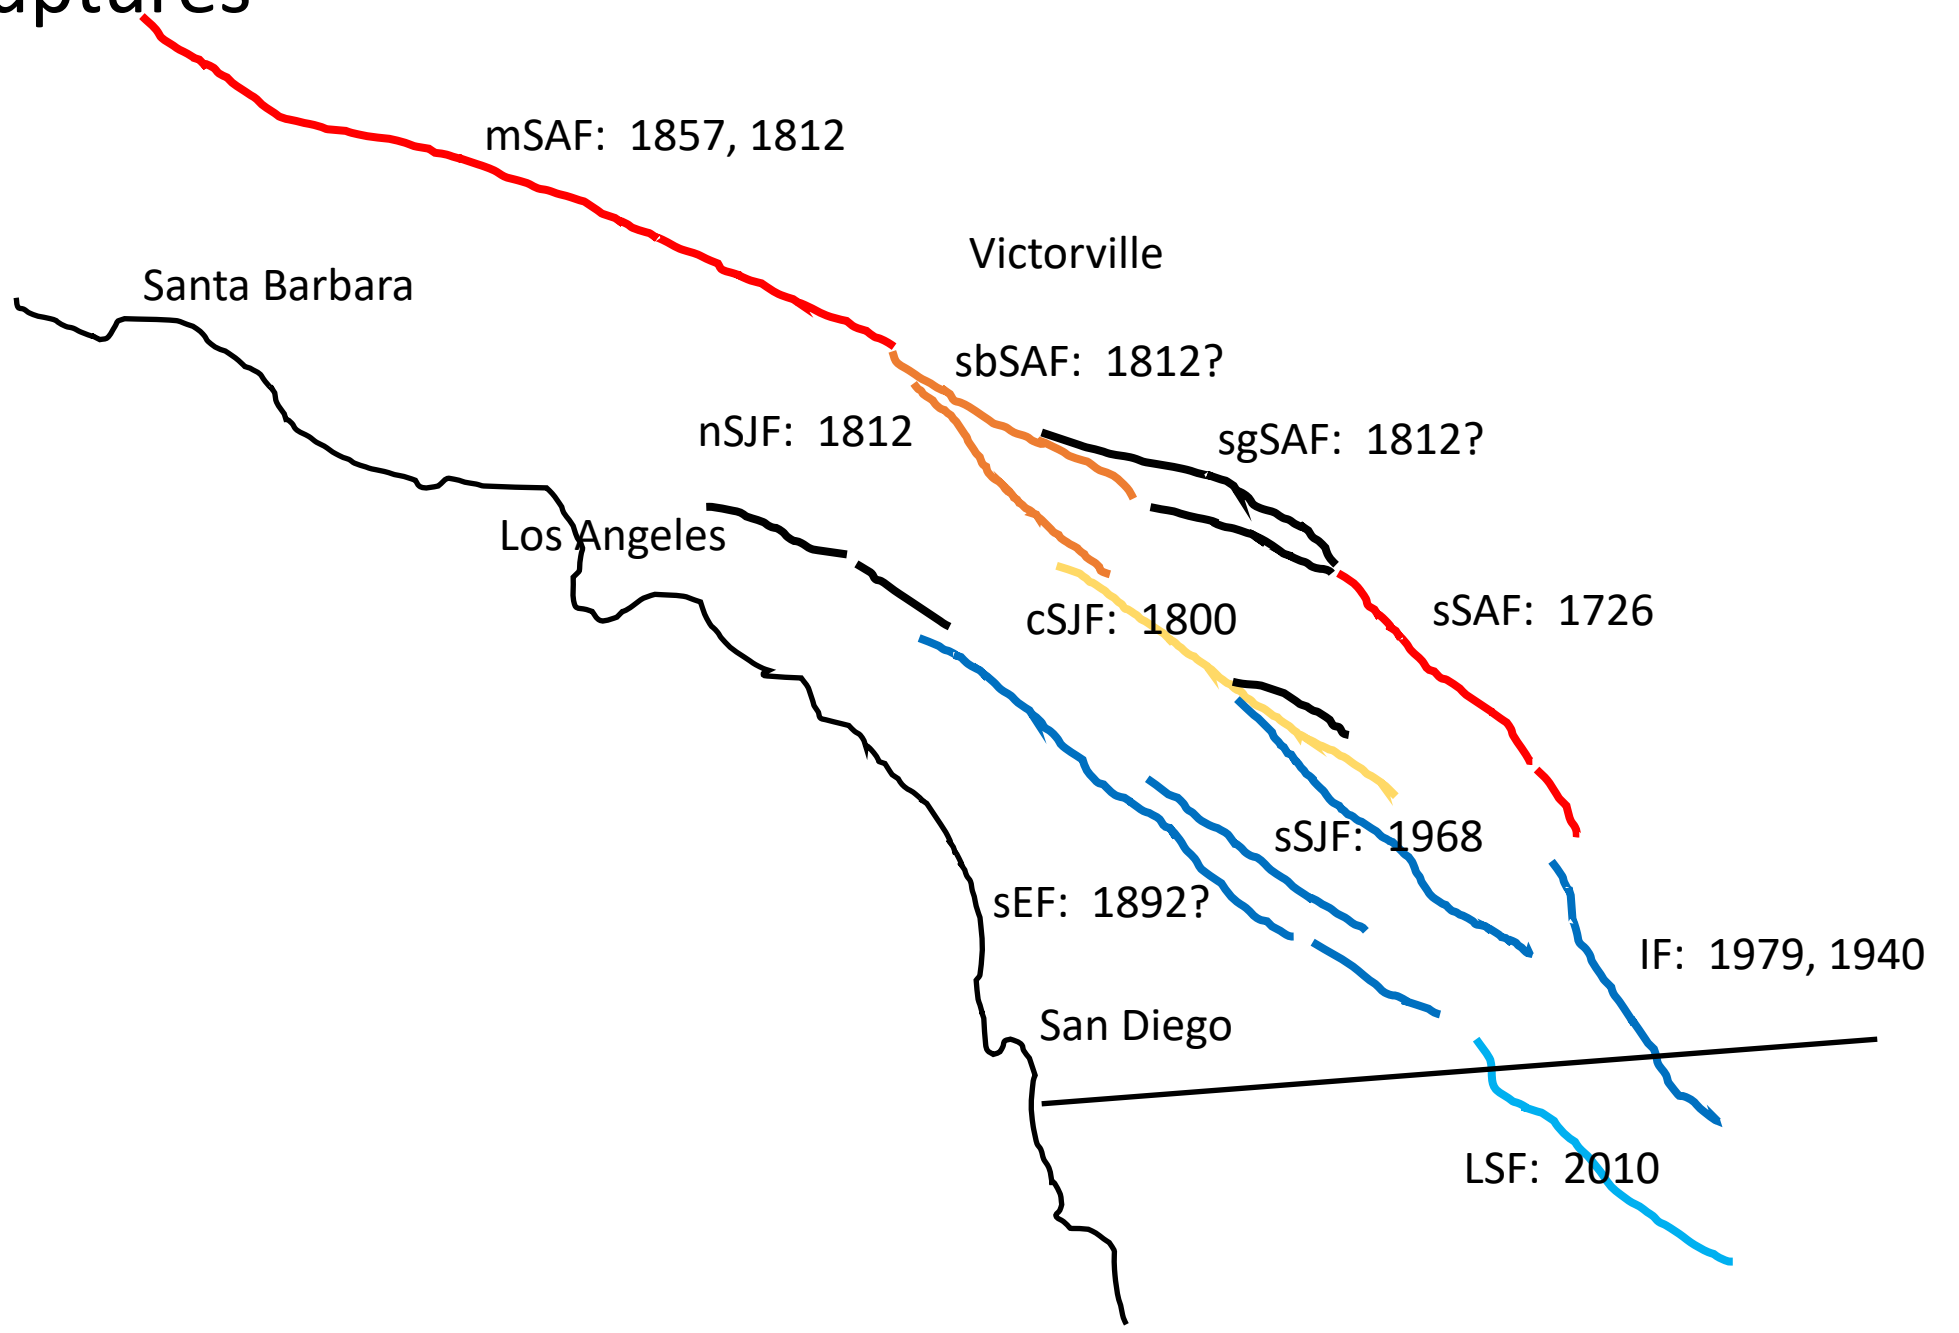 mSAF: 1857, 1812
Victorville
Santa Barbara
sbSAF: 1812?
nSJF: 1812
sgSAF: 1812?
Los Angeles
cSJF: 1800
sSAF: 1726
sSJF: 1968
sEF: 1892?
IF: 1979, 1940
San Diego
LSF: 2010